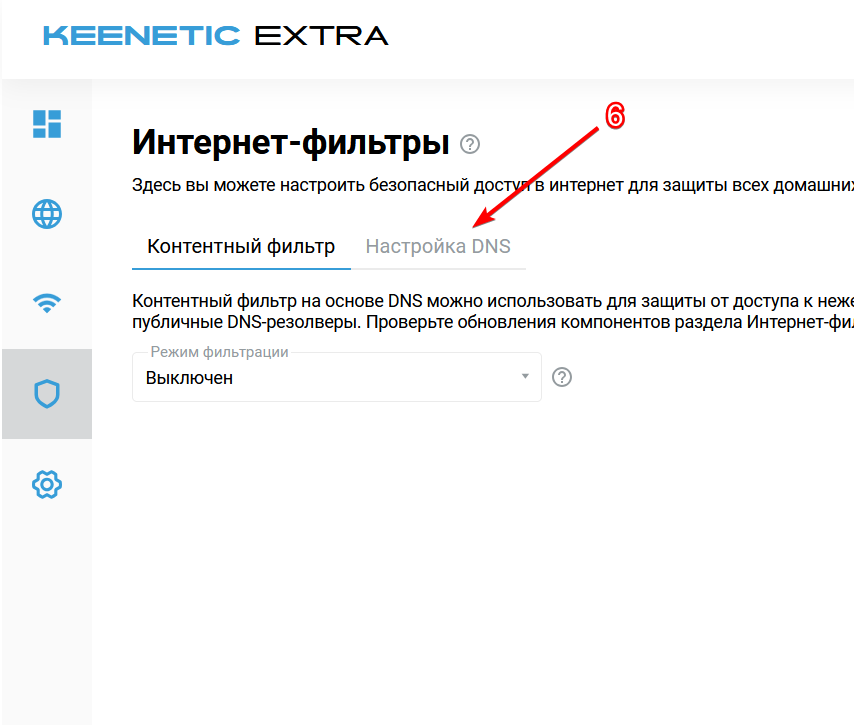 KEENETIC EXTRA
6
Интернет-фильтры
Здесь вы можете настроить безопасный доступ в интернет для защиты всех домашних
Контентный фильтр Настройка DNS
Контентный фильтр на основе DNS можно использовать для защиты от доступа к неже
публичные DNS-резолверы. Проверьте обновления компонентов раздела Интернет-фил
Режим фильтрации
Выключен